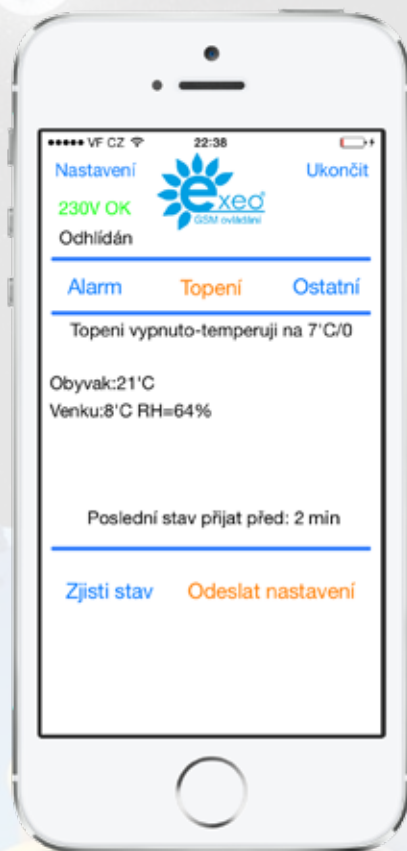 VF CZ 22:38
Nastavení Ukončit
exeo®
GSM ovládání
230V OK
Odhlídán
Alarm Topení Ostatní
Topeni vypnuto-temperuji na 7'C/0
Obyvak:21'C
Venku:8'C RH=64%
Poslední stav přijat před: 2 min
Zjisti stav Odeslat nastavení